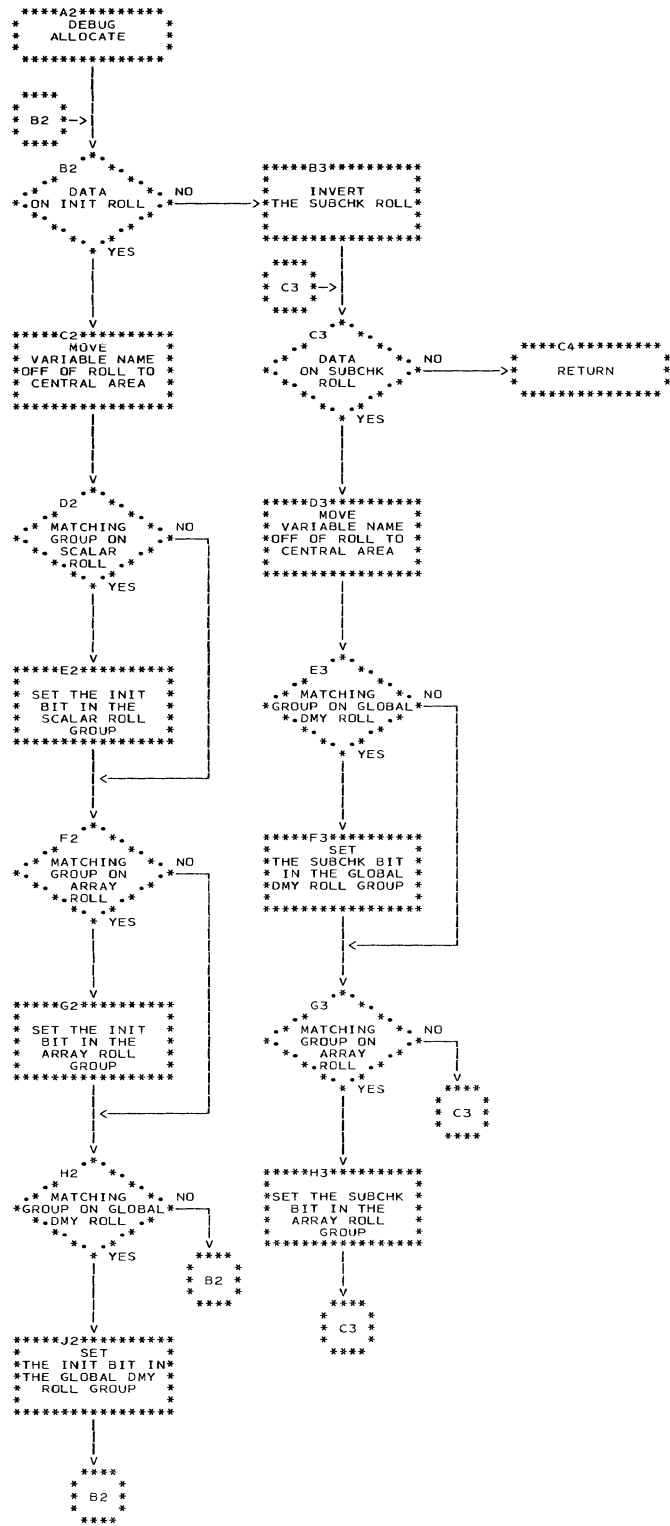 A2
DEBUG
ALLOCATE
B2
B2
DATA
ON INIT ROLL
NO
YES
C2
MOVE
VARIABLE NAME
OFF OF ROLL TO
CENTRAL AREA
D2
MATCHING
GROUP ON
SCALAR
ROLL
NO
YES
E2
SET THE INIT
BIT IN THE
SCALAR ROLL
GROUP
F2
MATCHING
GROUP ON
ARRAY
ROLL
NO
YES
G2
SET THE INIT
BIT IN THE
ARRAY ROLL
GROUP
H2
MATCHING
GROUP ON GLOBAL
DMY ROLL
NO
YES
B2
J2
SET
THE INIT BIT IN
THE GLOBAL DMY
ROLL GROUP
B2
B3
INVERT
THE SUBCHK ROLL
C3
C3
DATA
ON SUBCHK
ROLL
NO
YES
C4
RETURN
D3
MOVE
VARIABLE NAME
OFF OF ROLL TO
CENTRAL AREA
E3
MATCHING
GROUP ON GLOBAL
DMY ROLL
NO
YES
F3
SET
THE SUBCHK BIT
IN THE GLOBAL
DMY ROLL GROUP
G3
MATCHING
GROUP ON
ARRAY
ROLL
NO
YES
C3
H3
SET THE SUBCHK
BIT IN THE
ARRAY ROLL
GROUP
C3